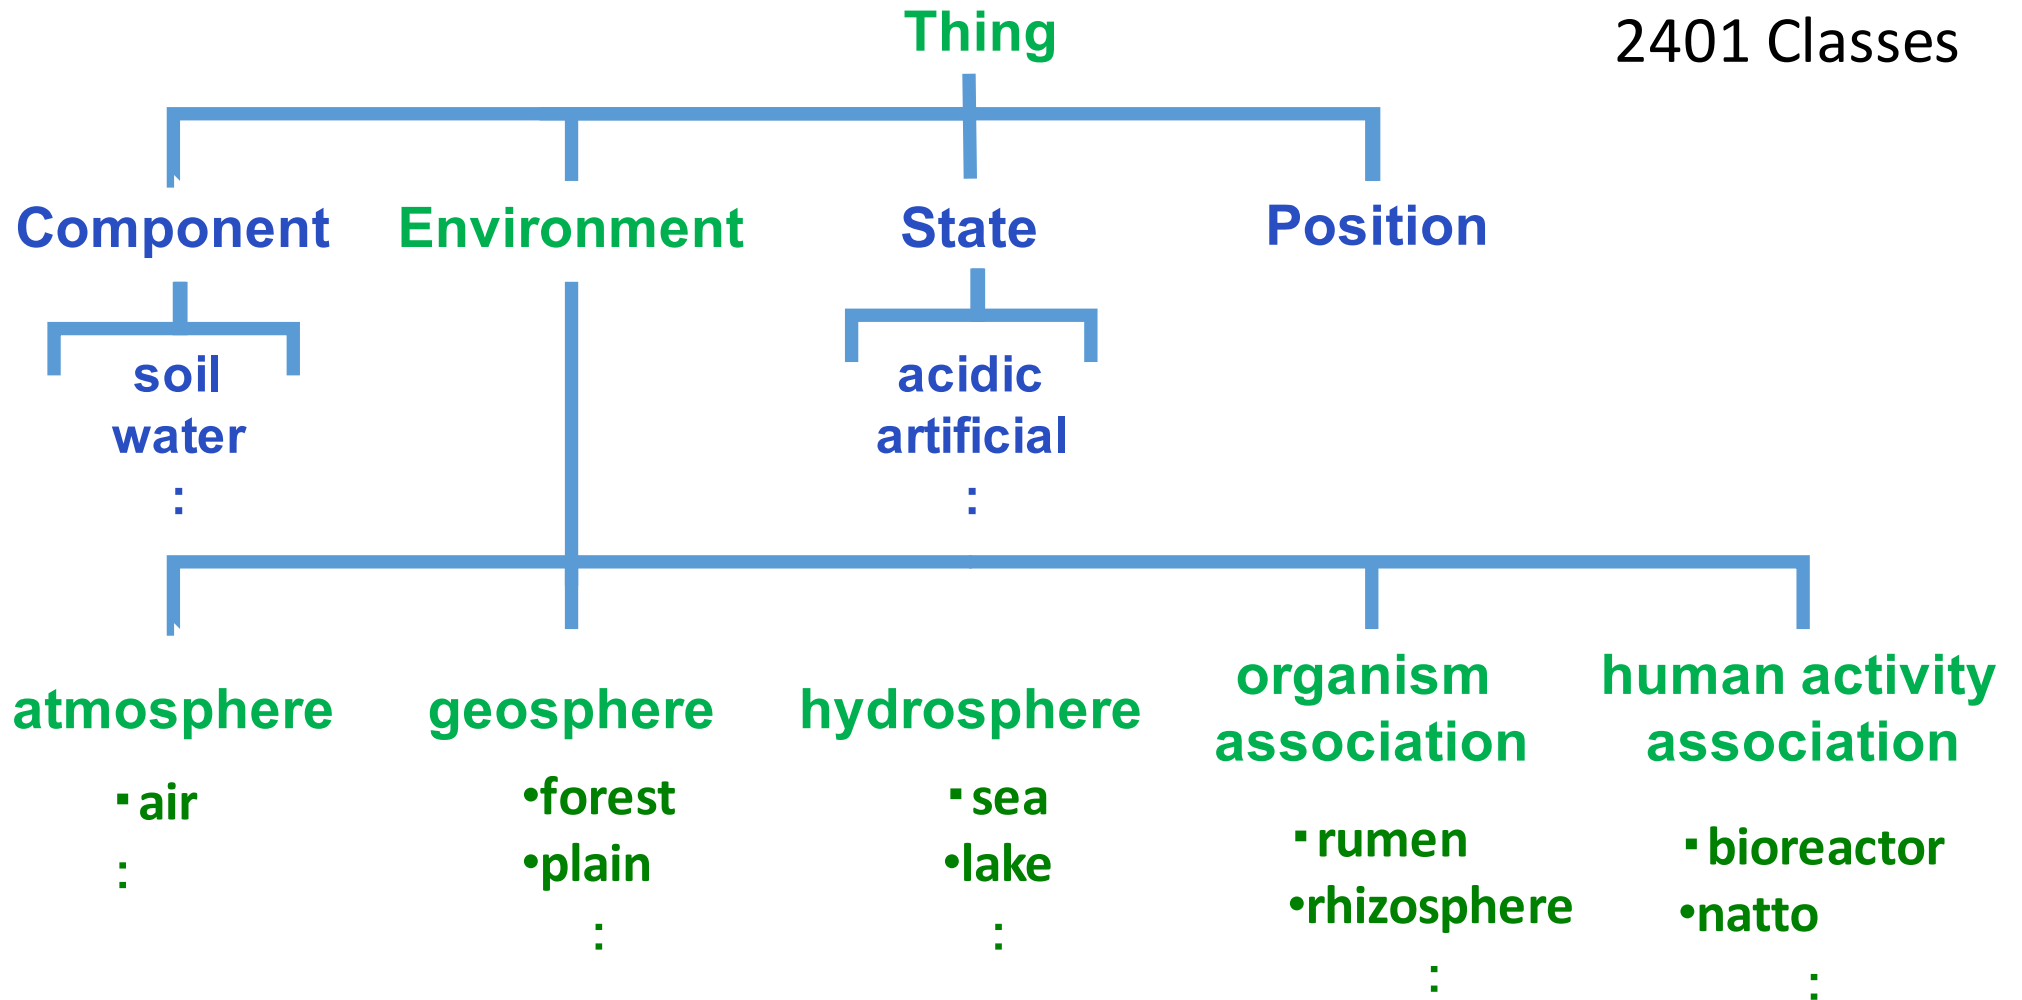 Thing
2401 Classes
Component
Environment
State
Position
soil
water
:
acidic
artificial
:
atmosphere
▪air
:
geosphere
•forest
•plain
:
hydrosphere
▪sea
•lake
:
organism
association
▪rumen
•rhizosphere
:
human activity
association
▪bioreactor
•natto
: